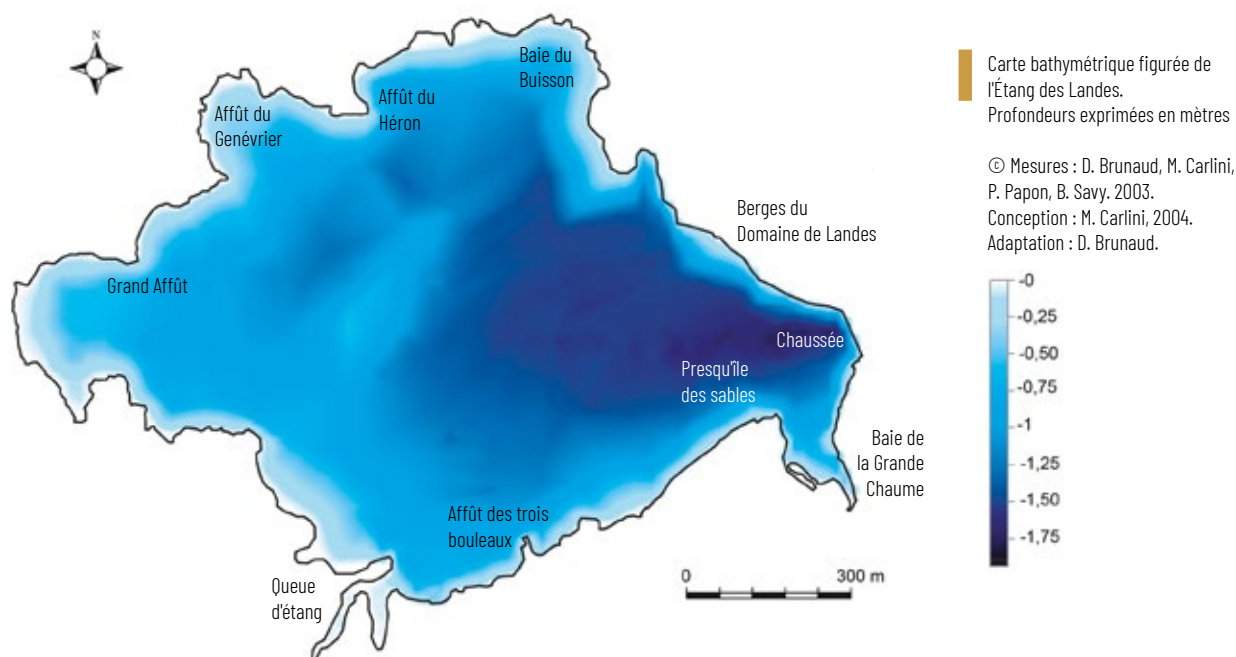 N
Baie du
Buisson
Affût du
Héron
Affût du
Genévrier
Berges du
Domaine de Landes
Grand Affût
Chaussée
Presqu'île
des sables
Baie de
la Grande
Chaume
Affût des trois
bouleaux
Queue
d'étang
0 300 m
Carte bathymétrique figurée de
l'Étang des Landes.
Profondeurs exprimées en mètres
© Mesures : D. Brunaud, M. Carlini,
P. Papon, B. Savy. 2003.
Conception : M. Carlini, 2004.
Adaptation : D. Brunaud.
-0
-0,25
-0,50
-0,75
-1
-1,25
-1,50
-1,75